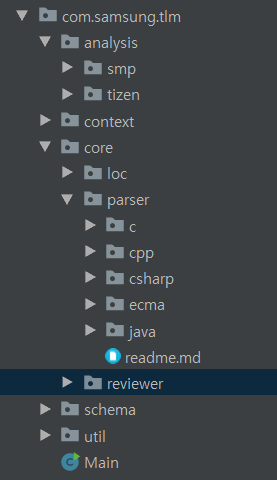 com.samsung.tlm
analysis
smp
tizen
context
core
loc
parser
c
cpp
csharp
ecma
java
readme.md
reviewer
schema
util
Main